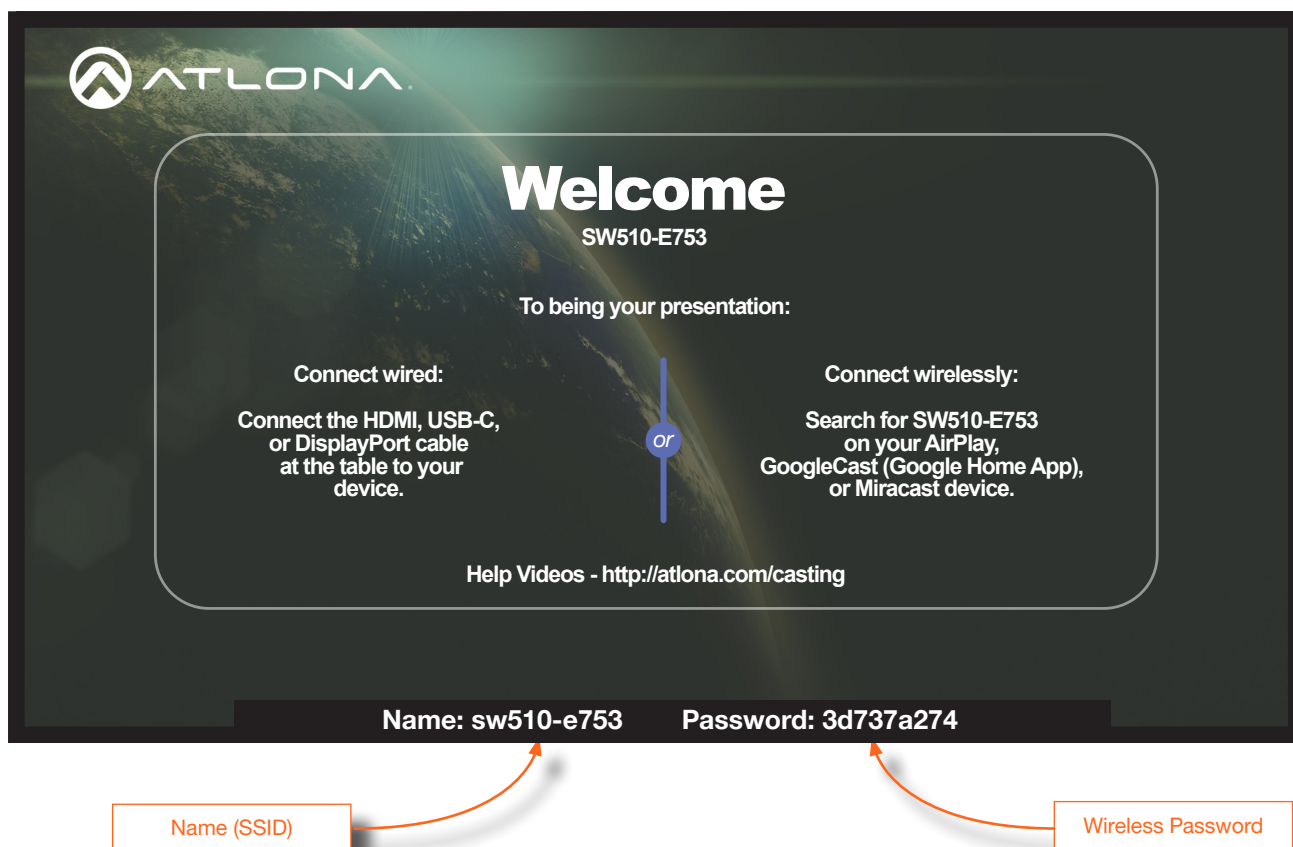 ATLONA.
Welcome
SW510-E753
To being your presentation:
Connect wired:
Connect the HDMI, USB-C,
or DisplayPort cable
at the table to your
device.
or
Connect wirelessly:
Search for SW510-E753
on your AirPlay,
GoogleCast (Google Home App),
or Miracast device.
Help Videos - http://atlona.com/casting
Name: sw510-e753 Password: 3d737a274
Name (SSID)
Wireless Password